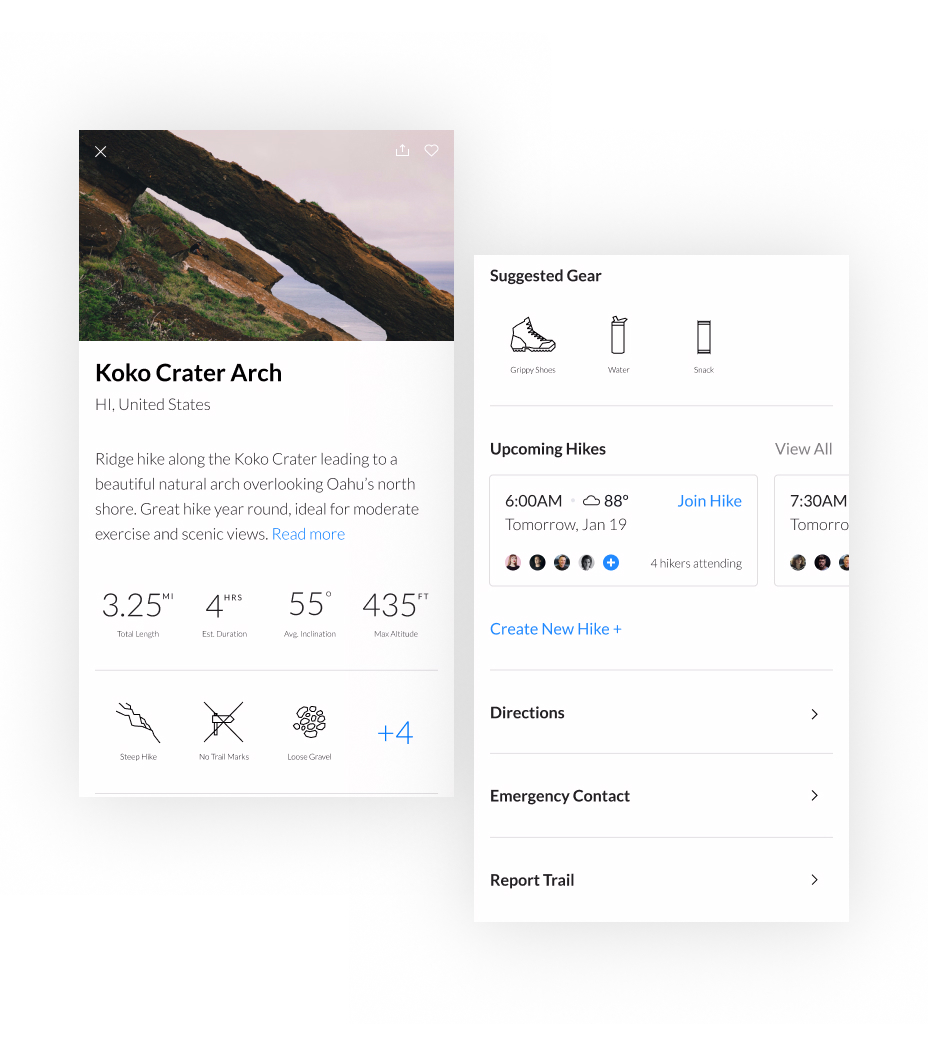 Koko Crater Arch
HI, United States
Ridge hike along the Koko Crater leading to a
beautiful natural arch overlooking Oahu’s north
shore. Great hike year round, ideal for moderate
exercise and scenic views. Read more
3.25 MI
Total Length
4 HRS
Est. Duration
55°
Avg. Inclination
435 FT
Max Altitude
Steep Hike
No Trail Marks
Loose Gravel
+4
Suggested Gear
Grippy Shoes
Water
Snack
Upcoming Hikes
View All
6:00AM 88° Join Hike
Tomorrow, Jan 19
4 hikers attending
7:30AM
Tomorro
Create New Hike +
Directions
Emergency Contact
Report Trail